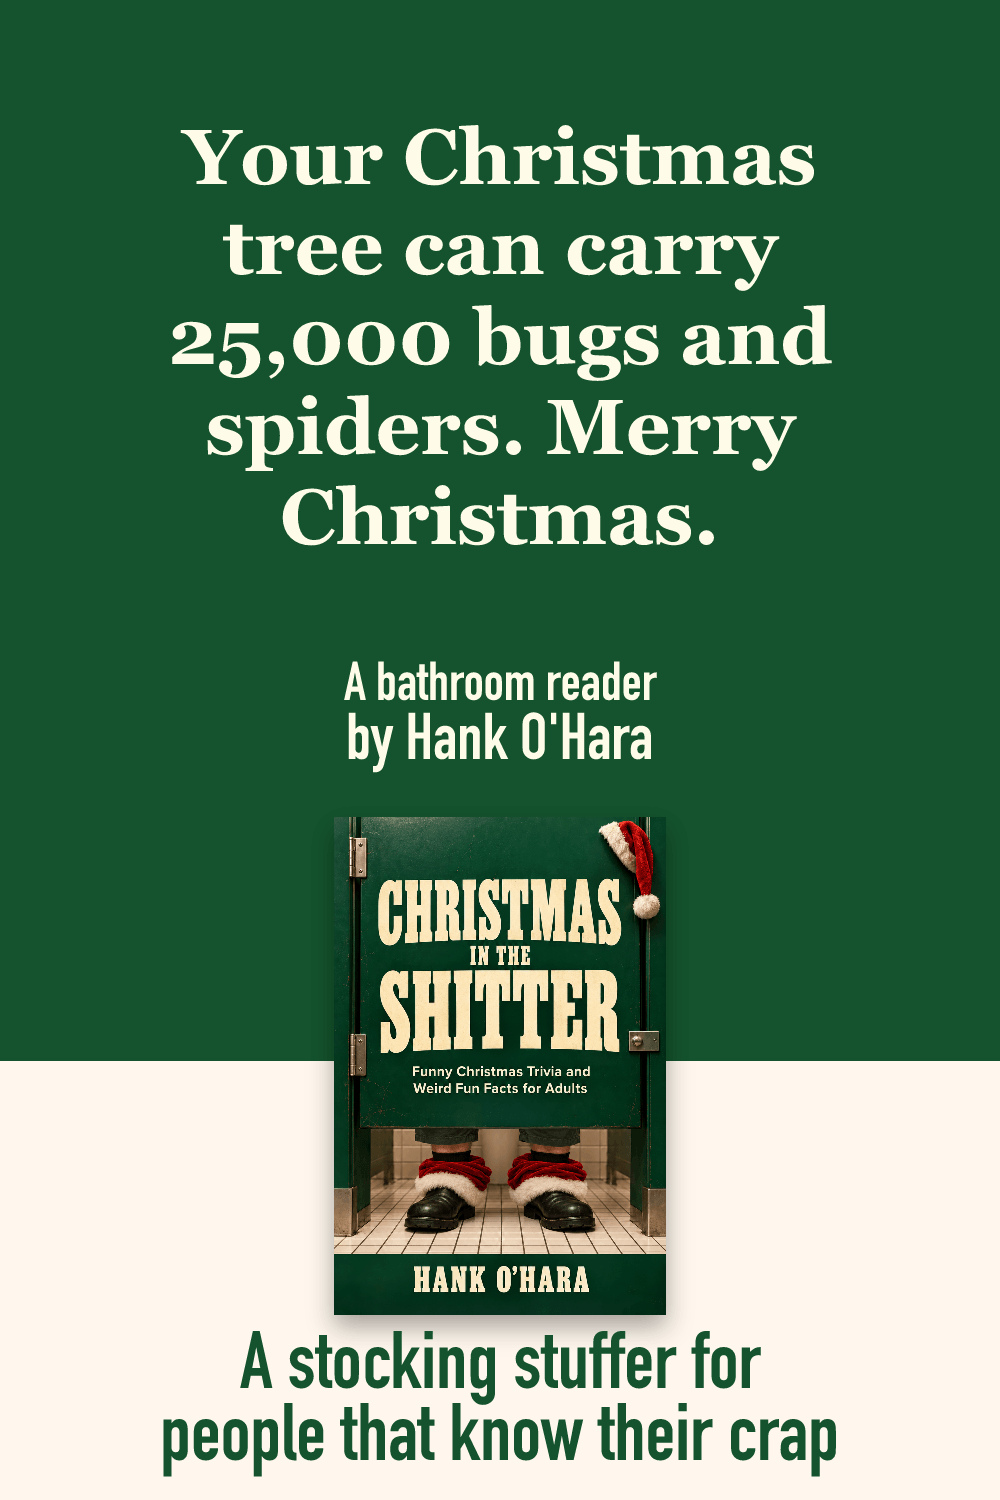 Your Christmas
tree can carry
25,000 bugs and
spiders. Merry
Christmas.
A bathroom reader
by Hank O'Hara
CHRISTMAS
IN THE
SHITTER
Funny Christmas Trivia and
Weird Fun Facts for Adults
HANK O’HARA
A stocking stuffer for
people that know their crap